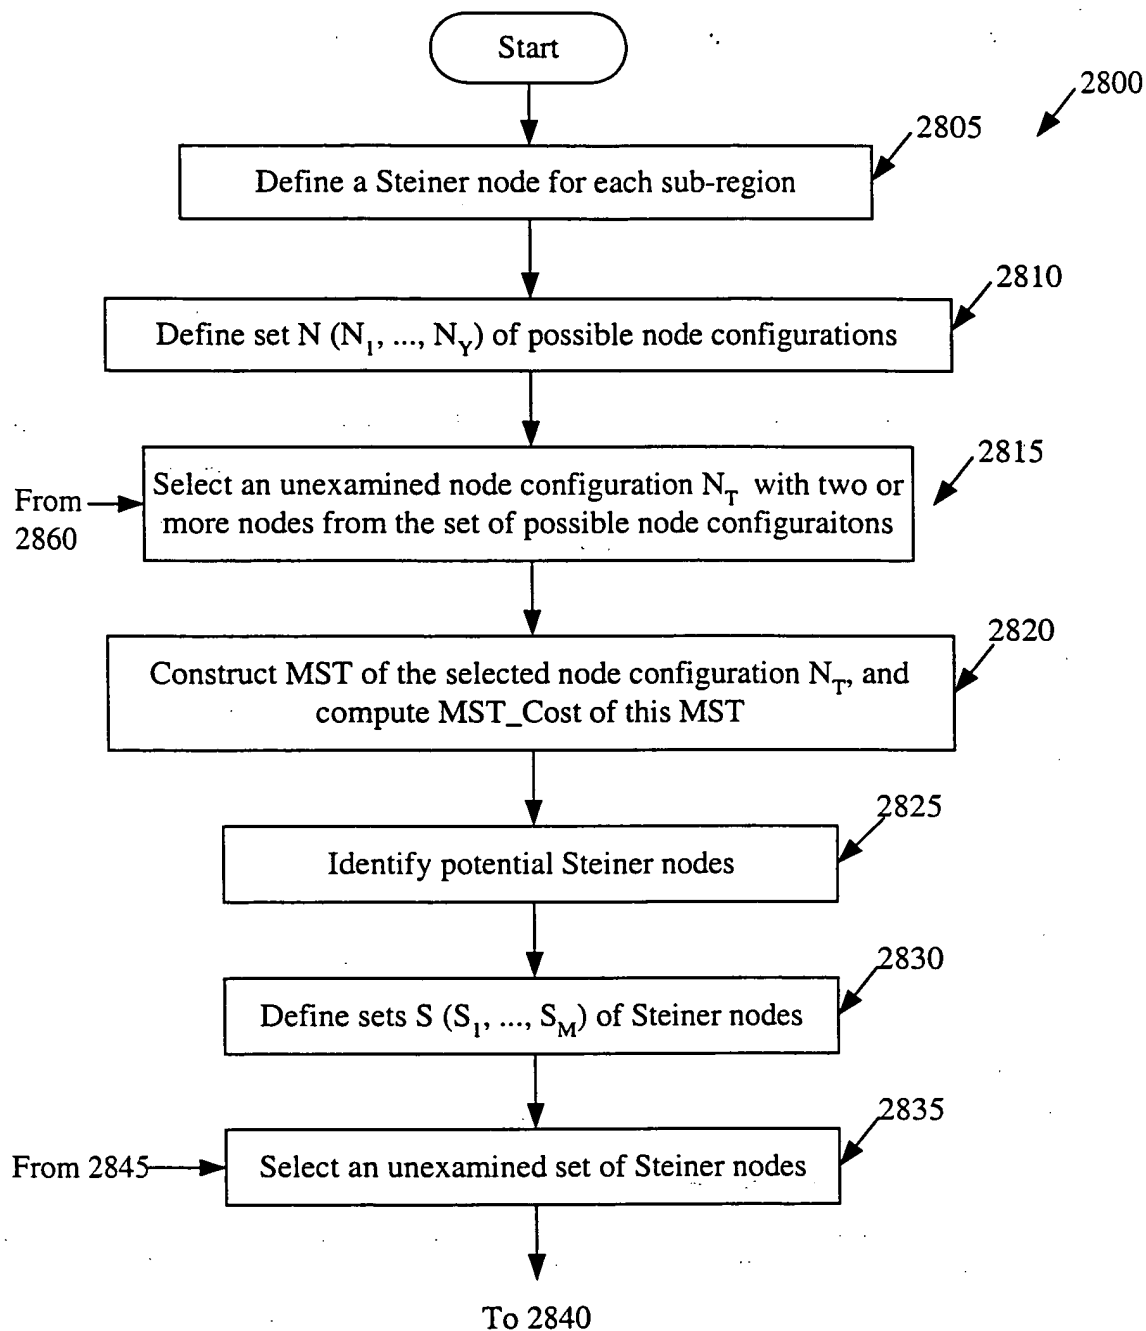 Start
2800
2805
Define a Steiner node for each sub-region
2810
Define set N (N₁, ..., N_Y) of possible node configurations
2815
Select an unexamined node configuration N_T with two or
more nodes from the set of possible node configuraitons
From
2860
2820
Construct MST of the selected node configuration N_T, and
compute MST_Cost of this MST
2825
Identify potential Steiner nodes
2830
Define sets S (S₁, ..., S_M) of Steiner nodes
2835
From 2845
Select an unexamined set of Steiner nodes
To 2840